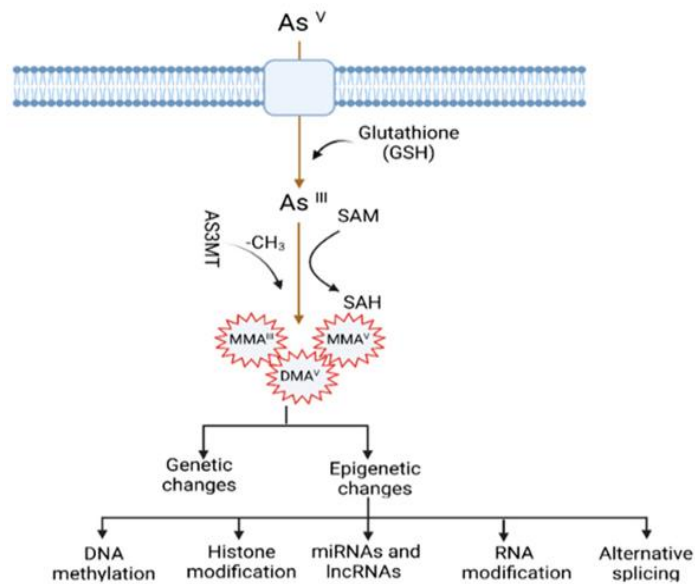 As V
Glutathione
(GSH)
As III
SAM
AS3MT
-CH₃
SAH
MMAᴵᴵᴵ
MMAⱽ
DMAⱽ
Genetic
changes
Epigenetic
changes
DNA
methylation
Histone
modification
miRNAs and
lncRNAs
RNA
modification
Alternative
splicing